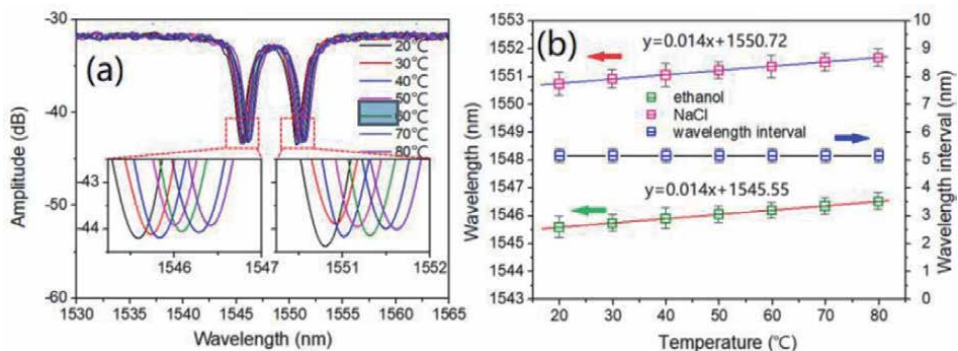 (a)
20°C
30°C
40°C
50°C
60°C
70°C
80°C
-30
-40
-50
-60
Amplitude (dB)
-43
-44
1546
1547
1551
1552
1530 1535 1540 1545 1550 1555 1560 1565
Wavelength (nm)
(b)
y=0.014x+1550.72
ethanol
NaCl
wavelength interval
y=0.014x+1545.55
1553
1552
1551
1550
1549
1548
1547
1546
1545
1544
1543
Wavelength (nm)
10
9
8
7
6
5
4
3
2
1
0
Wavelength interval (nm)
20 30 40 50 60 70 80
Temperature (℃)